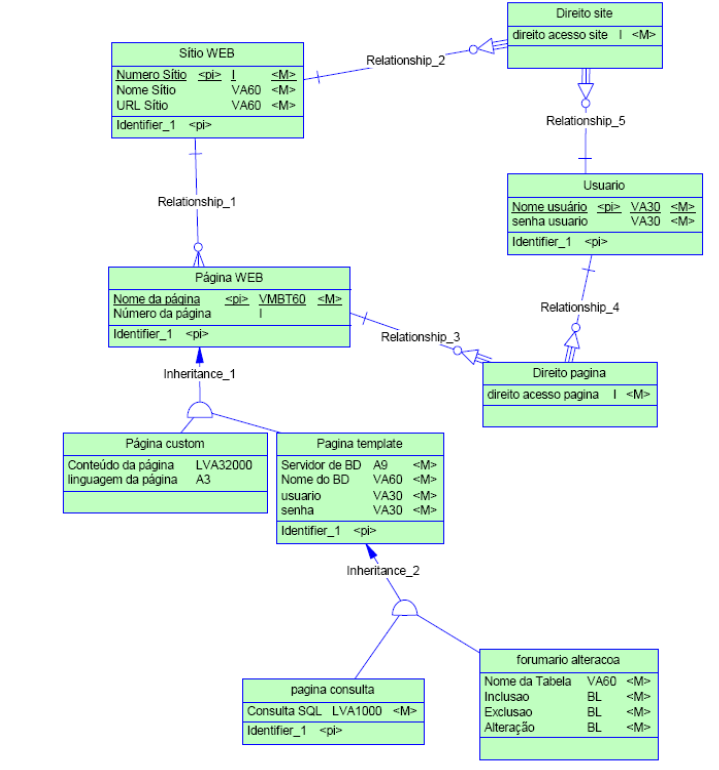 Direito site
direito acesso site I <M>
Sítio WEB
Numero Sítio <pi> I <M>
Nome Sítio VA60 <M>
URL Sítio VA60 <M>
Identifier_1 <pi>
Relationship_2
Relationship_5
Relationship_1
Usuario
Nome usuário <pi> VA30 <M>
senha usuario VA30 <M>
Identifier_1 <pi>
Página WEB
Nome da página <pi> VMBT60 <M>
Número da página I
Identifier_1 <pi>
Relationship_4
Relationship_3
Direito pagina
direito acesso pagina I <M>
Inheritance_1
Página custom
Conteúdo da página LVA32000
linguagem da página A3
Pagina template
Servidor de BD A9 <M>
Nome do BD VA60 <M>
usuario VA30 <M>
senha VA30 <M>
Identifier_1 <pi>
Inheritance_2
pagina consulta
Consulta SQL LVA1000 <M>
Identifier_1 <pi>
forumario alteracoa
Nome da Tabela VA60 <M>
Inclusao BL <M>
Exclusao BL <M>
Alteração BL <M>